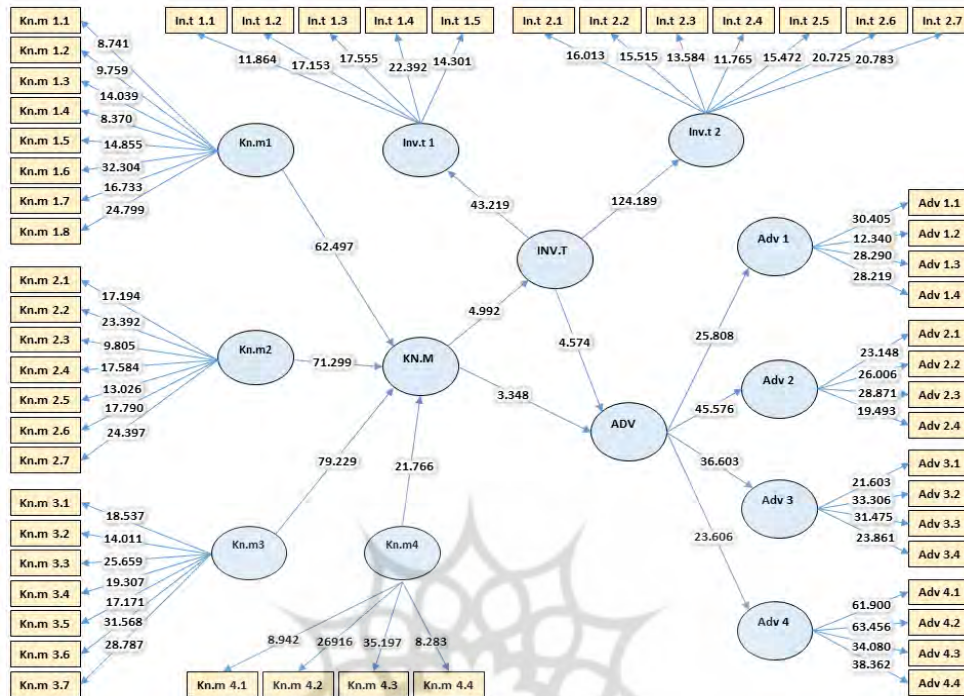 Kn.m 1.1
Kn.m 1.2
Kn.m 1.3
Kn.m 1.4
Kn.m 1.5
Kn.m 1.6
Kn.m 1.7
Kn.m 1.8
8.741
9.759
14.039
8.370
14.855
32.304
16.733
24.799
Kn.m1
In.t 1.1
In.t 1.2
In.t 1.3
In.t 1.4
In.t 1.5
11.864
17.153
17.555
22.392
14.301
Inv.t 1
In.t 2.1
In.t 2.2
In.t 2.3
In.t 2.4
In.t 2.5
In.t 2.6
In.t 2.7
16.013
15.515
13.584
11.765
15.472
20.725
20.783
Inv.t 2
43.219
124.189
INV.T
62.497
4.992
4.574
Kn.m 2.1
Kn.m 2.2
Kn.m 2.3
Kn.m 2.4
Kn.m 2.5
Kn.m 2.6
Kn.m 2.7
17.194
23.392
9.805
17.584
13.026
17.790
24.397
Kn.m2
71.299
KN.M
3.348
ADV
79.229
21.766
Kn.m 3.1
Kn.m 3.2
Kn.m 3.3
Kn.m 3.4
Kn.m 3.5
Kn.m 3.6
Kn.m 3.7
18.537
14.011
25.659
19.307
17.171
31.568
28.787
Kn.m3
Kn.m4
8.942
26916
35.197
8.283
Kn.m 4.1
Kn.m 4.2
Kn.m 4.3
Kn.m 4.4
25.808
45.576
36.603
23.606
Adv 1
30.405
12.340
28.290
28.219
Adv 1.1
Adv 1.2
Adv 1.3
Adv 1.4
Adv 2
23.148
26.006
28.871
19.493
Adv 2.1
Adv 2.2
Adv 2.3
Adv 2.4
Adv 3
21.603
33.306
31.475
23.861
Adv 3.1
Adv 3.2
Adv 3.3
Adv 3.4
Adv 4
61.900
63.456
34.080
38.362
Adv 4.1
Adv 4.2
Adv 4.3
Adv 4.4